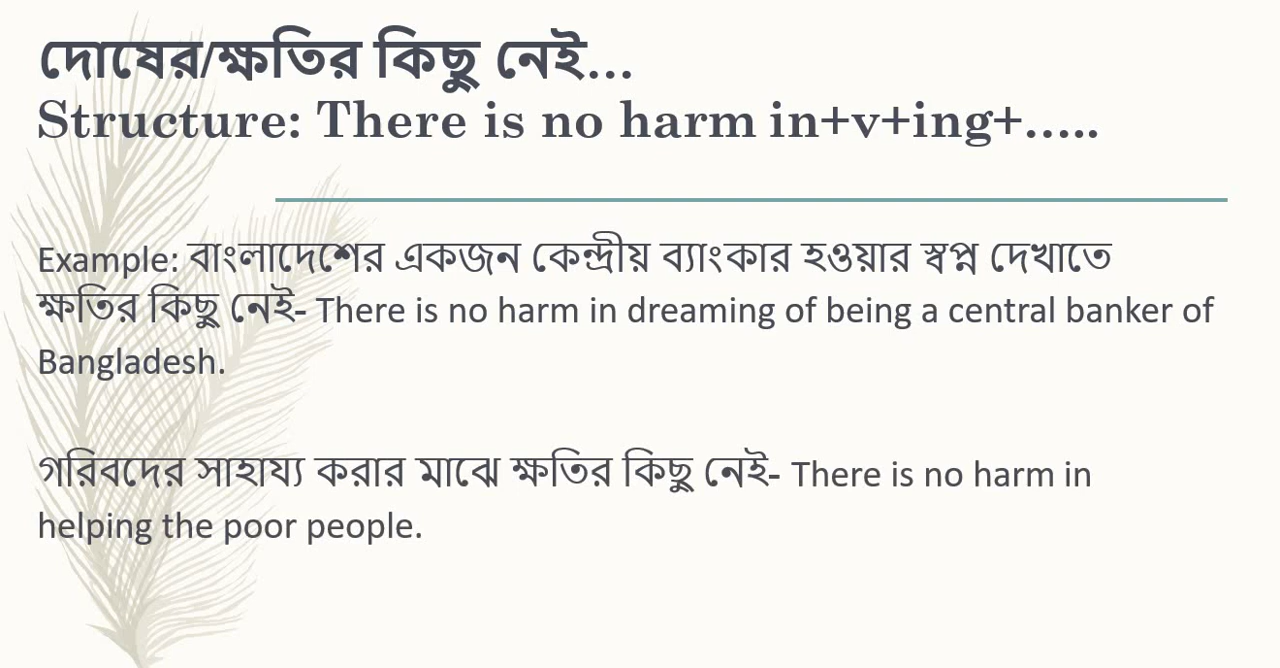 দোষের/ক্ষতির কিছু নেই...
Structure: There is no harm in+v+ing+.....
Example: বাংলাদেশের একজন কেন্দ্রীয় ব্যাংকার হওয়ার স্বপ্ন দেখাতে
ক্ষতির কিছু নেই- There is no harm in dreaming of being a central banker of
Bangladesh.
গরিবদের সাহায্য করার মাঝে ক্ষতির কিছু নেই- There is no harm in
helping the poor people.